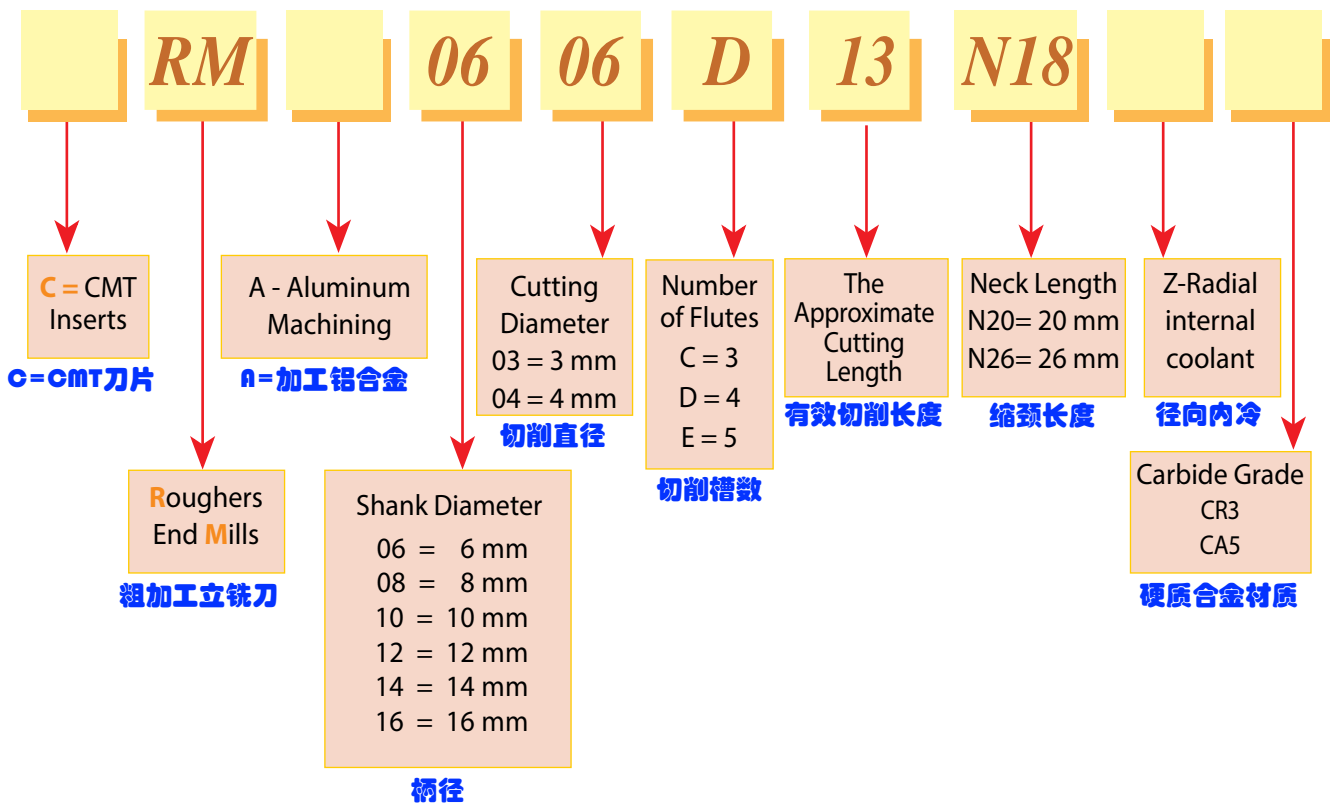 RM 06 06 D 13 N18
C = CMT
Inserts
C=CMT刀片
Roughers
End Mills
粗加工立铣刀
A - Aluminum
Machining
A=加工铝合金
Shank Diameter
06 = 6 mm
08 = 8 mm
10 = 10 mm
12 = 12 mm
14 = 14 mm
16 = 16 mm
柄径
Cutting
Diameter
03 = 3 mm
04 = 4 mm
切削直径
Number
of Flutes
C = 3
D = 4
E = 5
切削槽数
The
Approximate
Cutting
Length
有效切削长度
Neck Length
N20= 20 mm
N26= 26 mm
缩颈长度
Z-Radial
internal
coolant
径向内冷
Carbide Grade
CR3
CA5
硬质合金材质